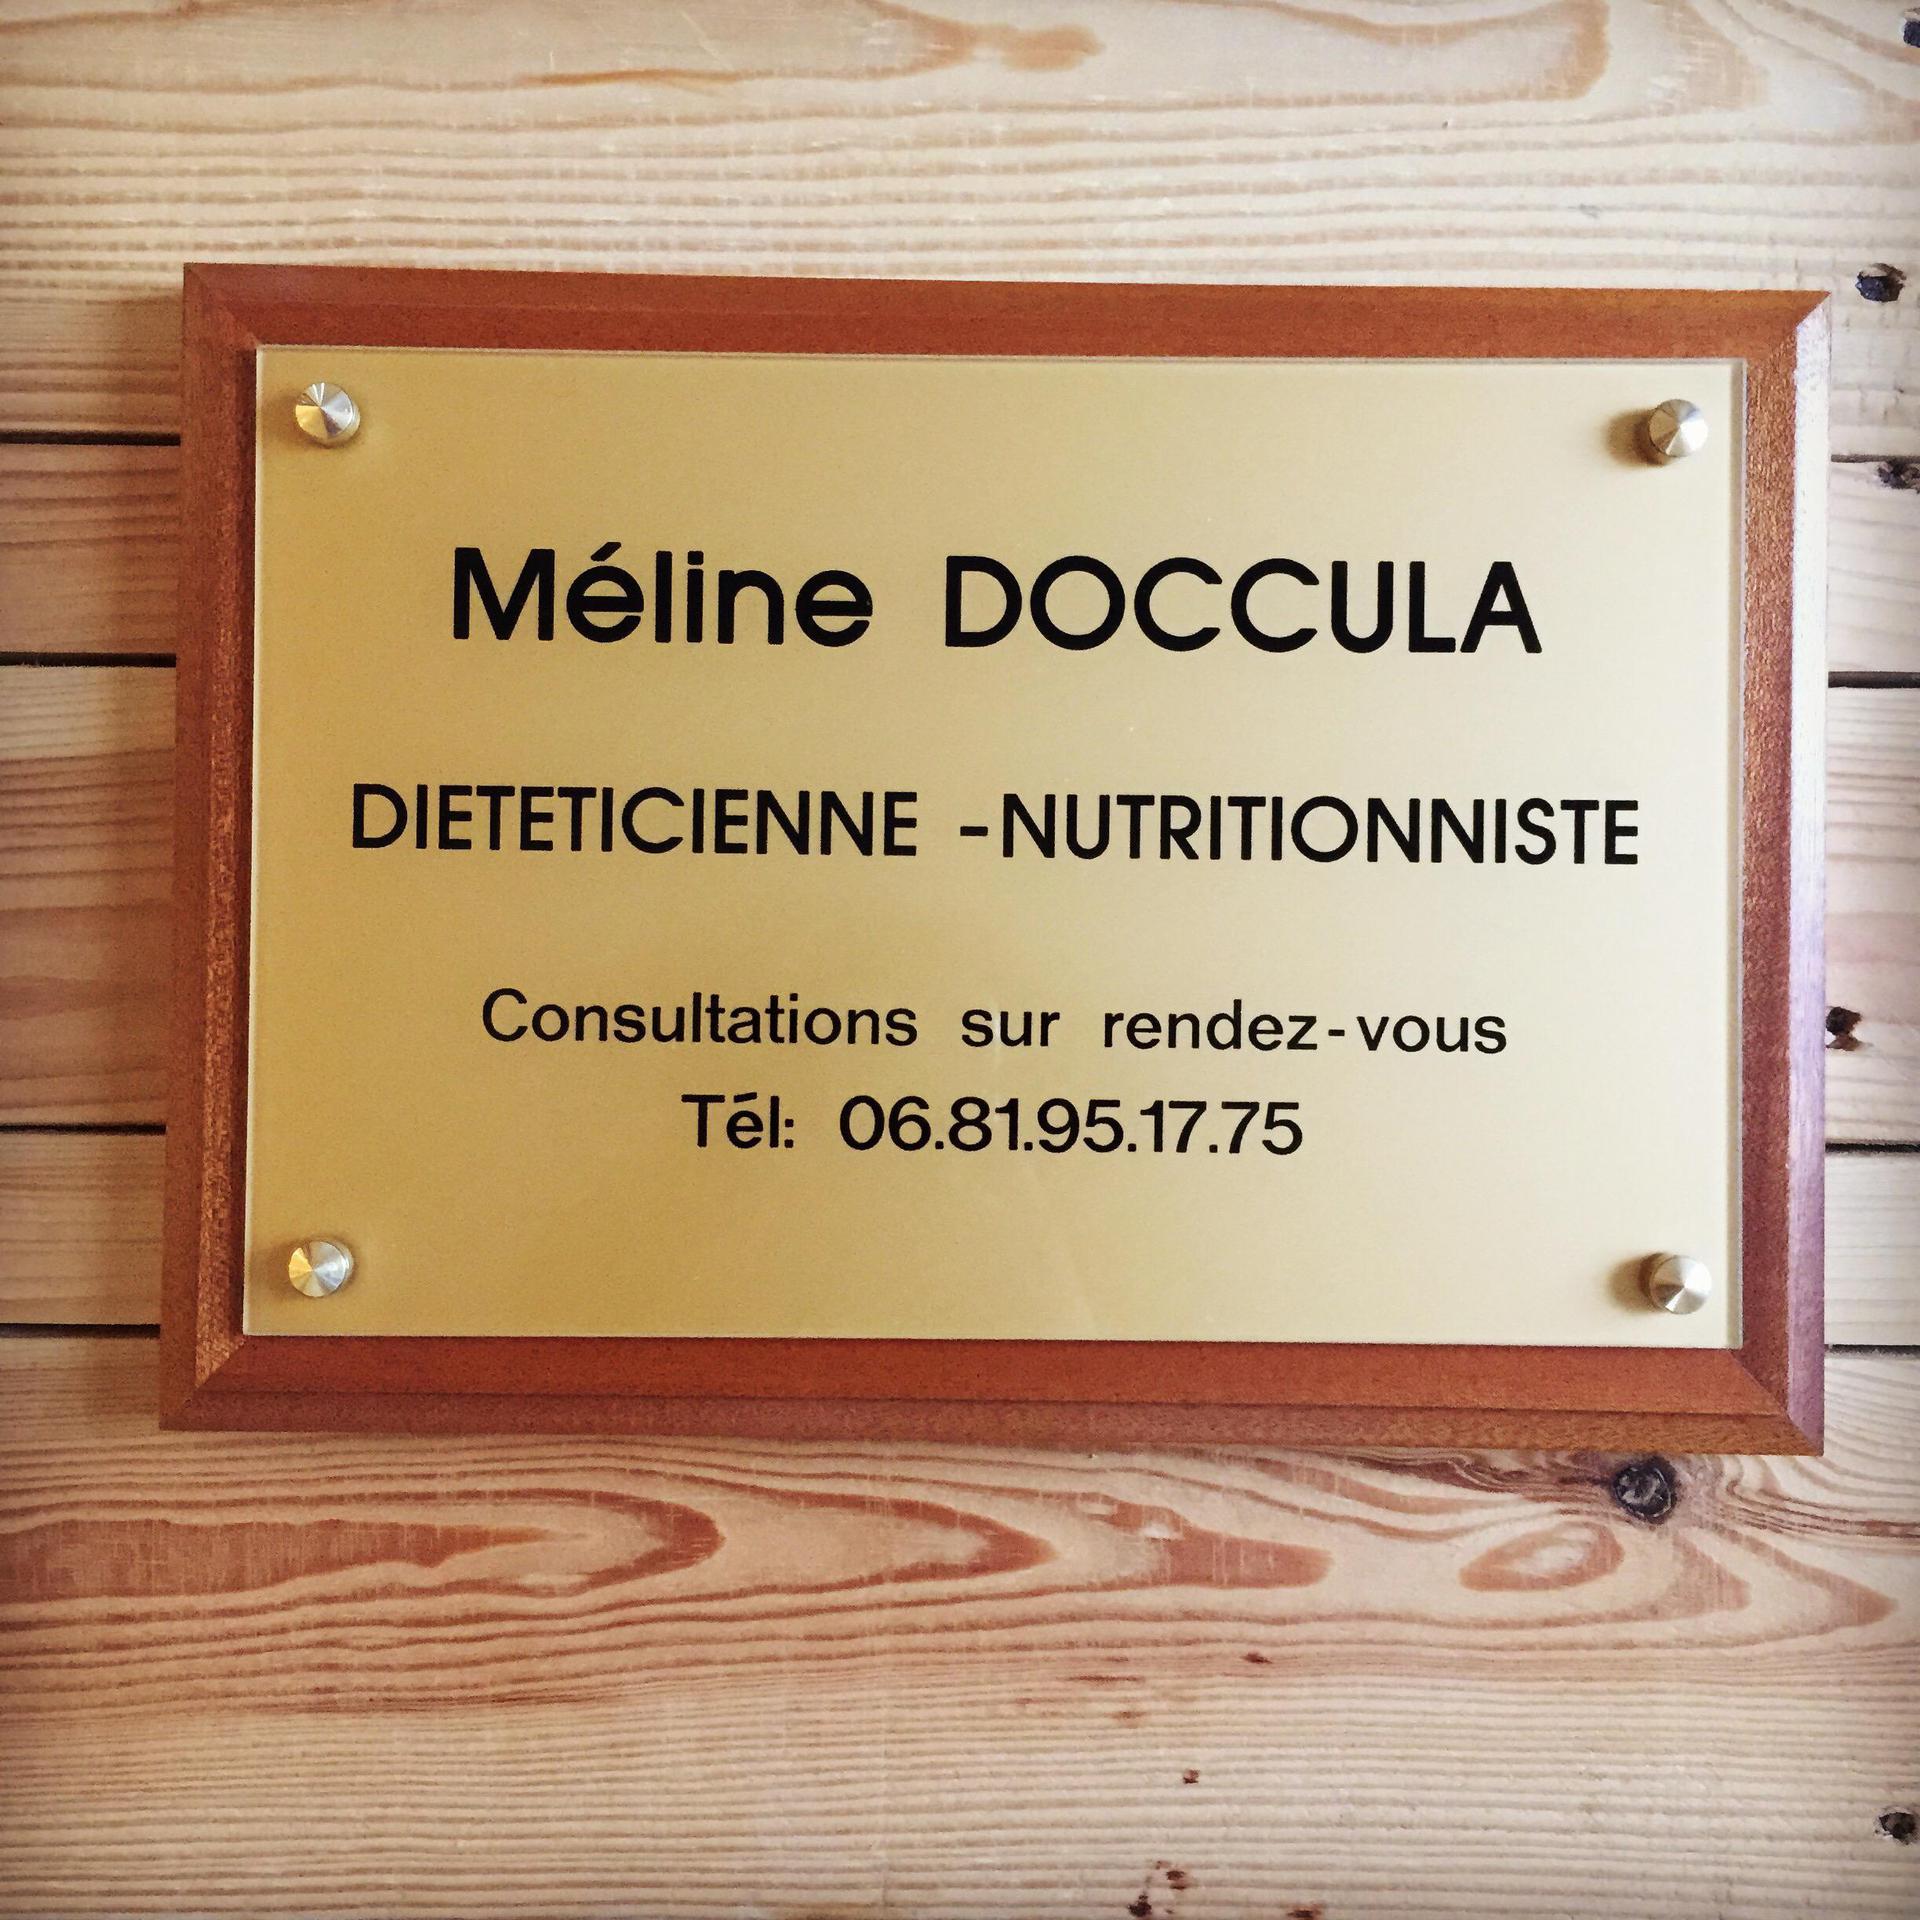 Méline DOCCULA
DIETETICIENNE -NUTRITIONNISTE
Consultations sur rendez-vous
Tél: 06.81.95.17.75